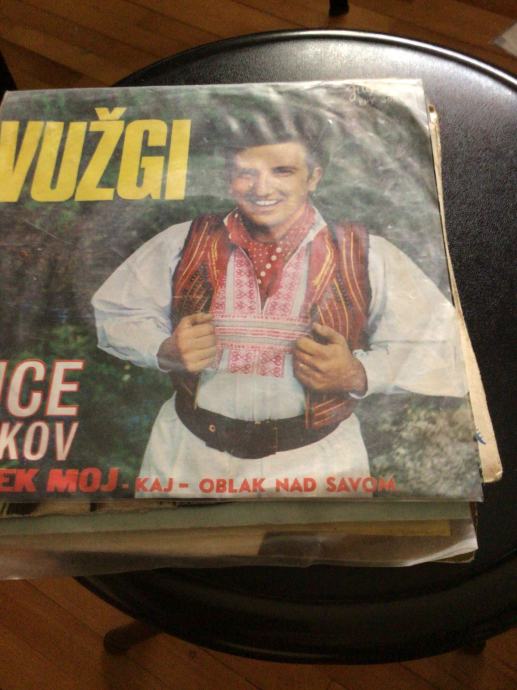 VUŽGI
ICE
KOV
EK MOJ - KAJ - OBLAK NAD SAVOM